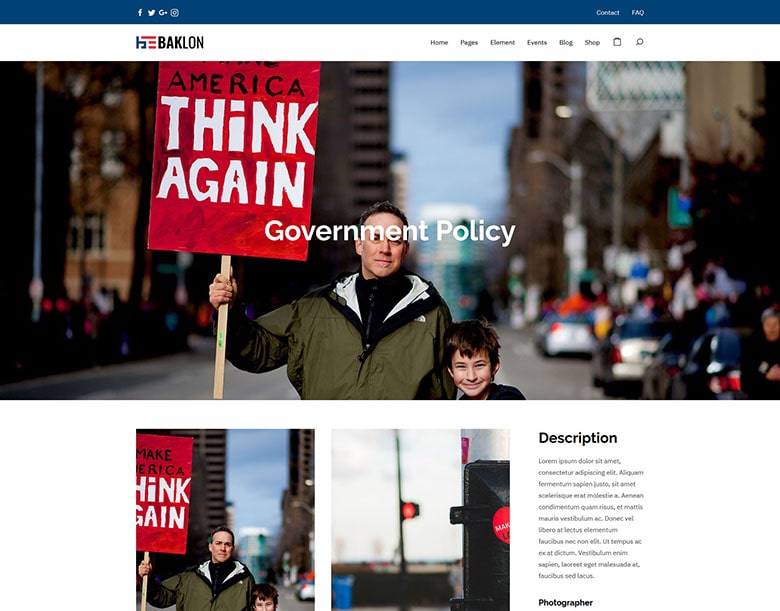 Contact FAQ
BAKLON
Home Pages Element Events Blog Shop
MAKE
AMERICA
THINK
AGAIN
Government Policy
MAKE
ERICA
HINK
GAIN
Description
Lorem ipsum dolor sit amet,
consectetur adipiscing elit. Aliquam
fermentum sapien justo, sit amet
scelerisque erat molestie a. Aenean
condimentum quam risus, et mattis
mauris vestibulum ac. Donec vel
libero at lectus elementum
faucibus nec non elit. Ut tempus ac
ex at dictum. Vestibulum enim
sapien, laoreet eget malesuada at,
faucibus sed lacus.
Photographer